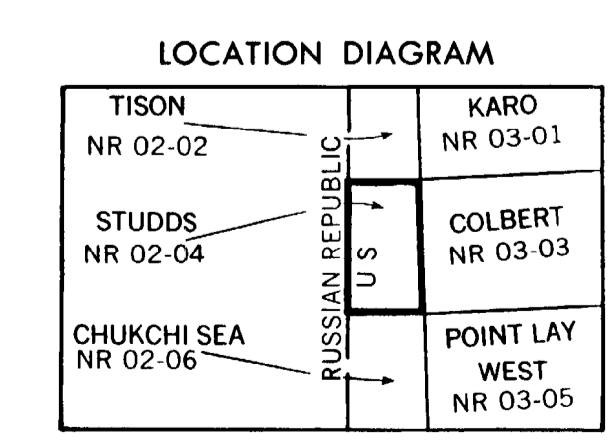 LOCATION DIAGRAM
TISON
NR 02-02
KARO
NR 03-01
STUDDS
NR 02-04
RUSSIAN REPUBLIC
US
COLBERT
NR 03-03
CHUKCHI SEA
NR 02-06
POINT LAY
WEST
NR 03-05